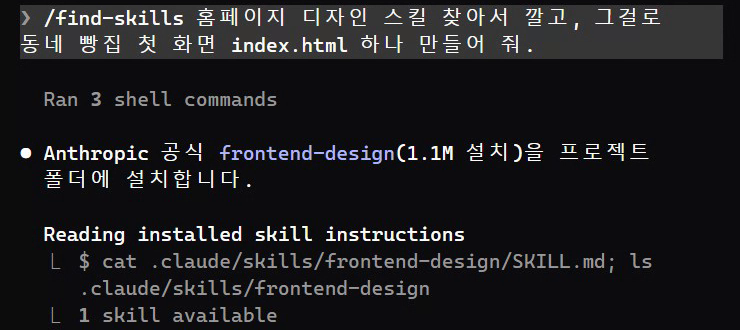 ❯ /find-skills 홈페이지 디자인 스킬 찾아서 깔고, 그걸로
동네 빵집 첫 화면 index.html 하나 만들어 줘.
Ran 3 shell commands
● Anthropic 공식 frontend-design(1.1M 설치)을 프로젝트
폴더에 설치합니다.
Reading installed skill instructions
└ $ cat .claude/skills/frontend-design/SKILL.md; ls
.claude/skills/frontend-design
└ 1 skill available